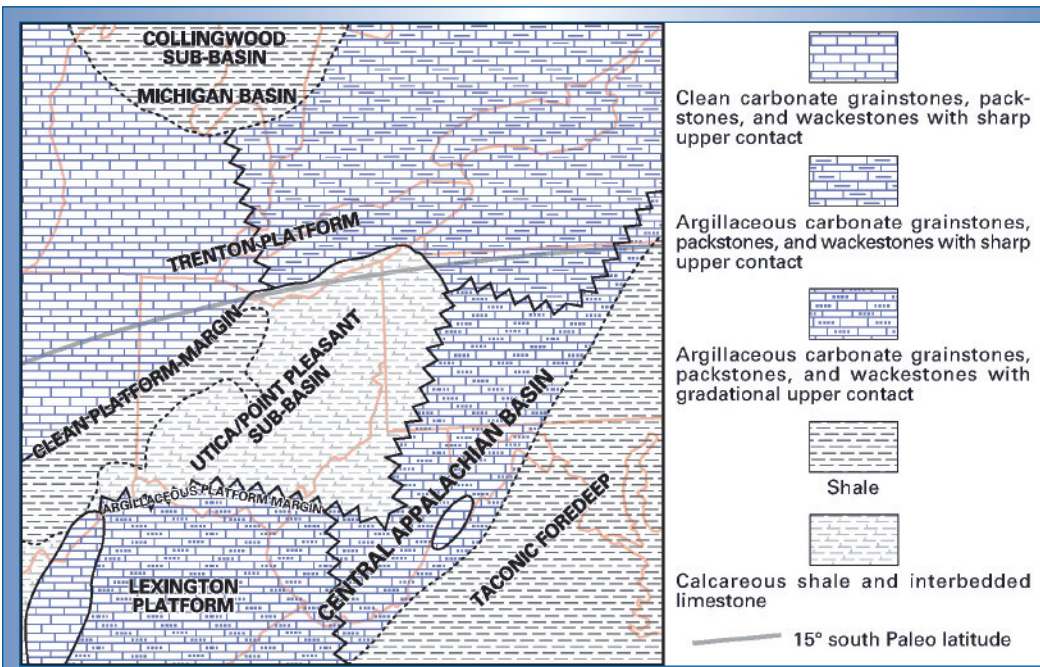 COLLINGWOOD
SUB-BASIN
MICHIGAN BASIN
TRENTON PLATFORM
CLEAN PLATFORM MARGIN
UTICA/POINT PLEASANT
SUB-BASIN
ARGILLACEOUS PLATFORM MARGIN
CENTRAL APPALACHIAN BASIN
TACONIC FOREDEEP
LEXINGTON
PLATFORM
Clean carbonate grainstones, pack-
stones, and wackestones with sharp
upper contact
Argillaceous carbonate grainstones,
packstones, and wackestones with sharp
upper contact
Argillaceous carbonate grainstones,
packstones, and wackestones with
gradational upper contact
Shale
Calcareous shale and interbedded
limestone
15° south Paleo latitude